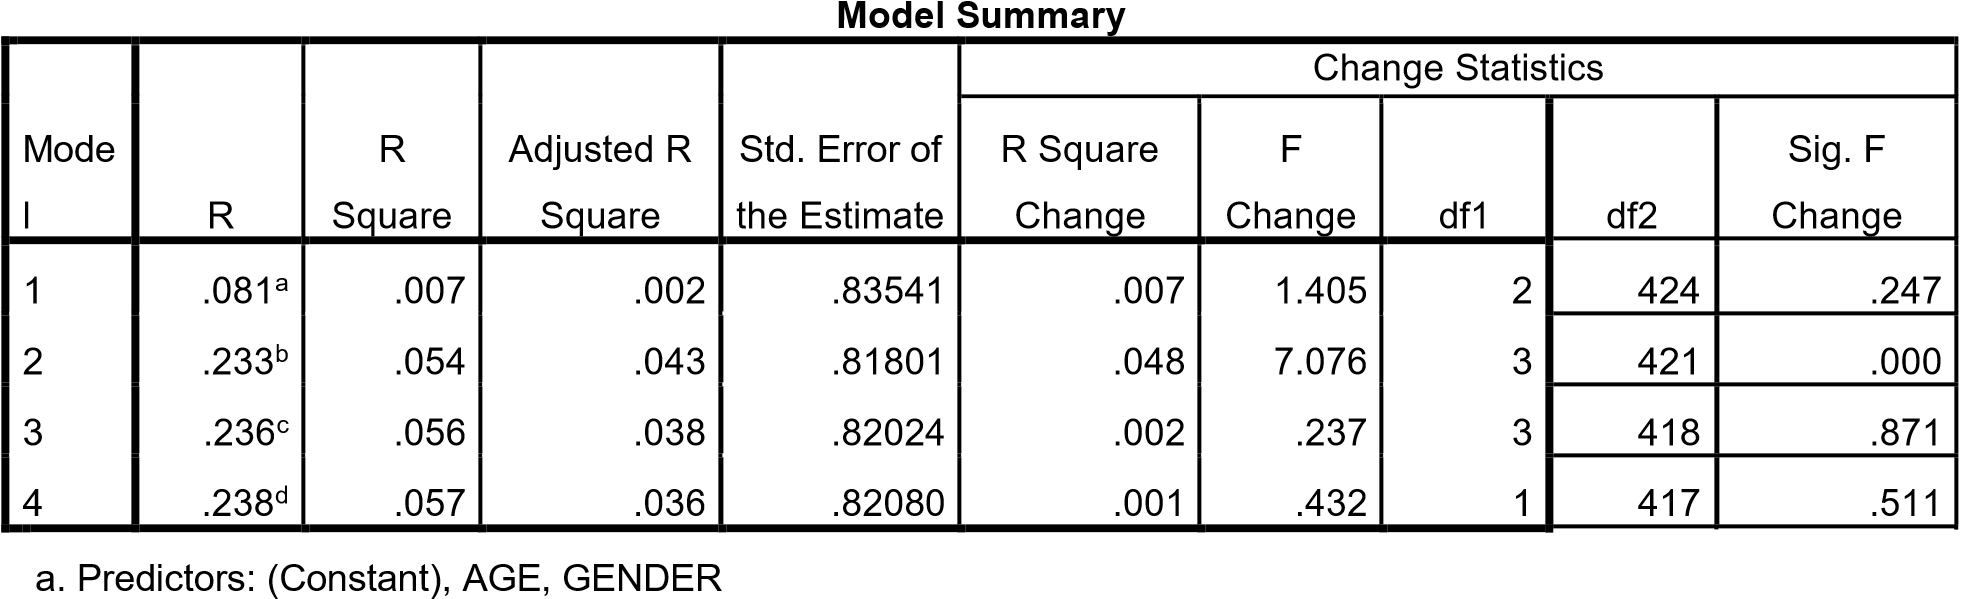 Model Summary
Change Statistics
Mode R Adjusted R Std. Error of R Square F Sig. F
l R Square Square the Estimate Change Change df1 df2 Change
1 .081a .007 .002 .83541 .007 1.405 2 424 .247
2 .233b .054 .043 .81801 .048 7.076 3 421 .000
3 .236c .056 .038 .82024 .002 .237 3 418 .871
4 .238d .057 .036 .82080 .001 .432 1 417 .511
a. Predictors: (Constant), AGE, GENDER